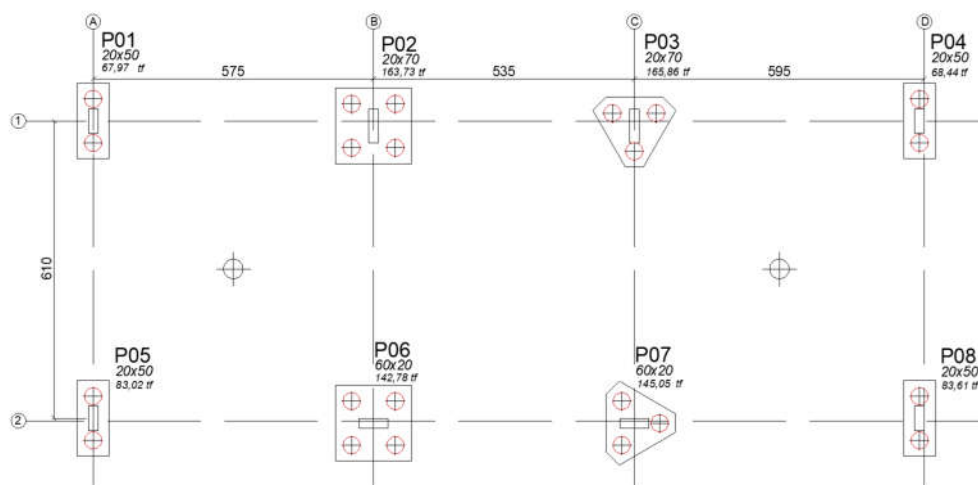 A
B
C
D
P01
20x50
67,97 tf
P02
20x70
163,73 tf
P03
20x70
165,86 tf
P04
20x50
68,44 tf
575
535
595
1
610
P05
20x50
83,02 tf
P06
60x20
142,78 tf
P07
60x20
145,05 tf
P08
20x50
83,61 tf
2